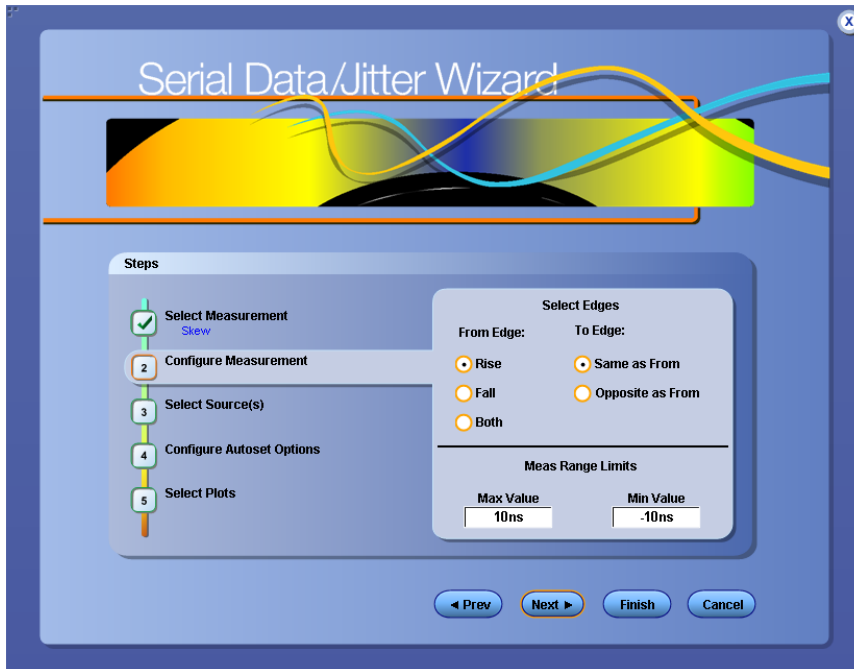 X
Serial Data/Jitter Wizard
Steps
Select Measurement
Skew
2 Configure Measurement
3 Select Source(s)
4 Configure Autoset Options
5 Select Plots
Select Edges
From Edge: To Edge:
Rise Same as From
Fall Opposite as From
Both
Meas Range Limits
Max Value Min Value
10ns -10ns
◄ Prev Next ► Finish Cancel